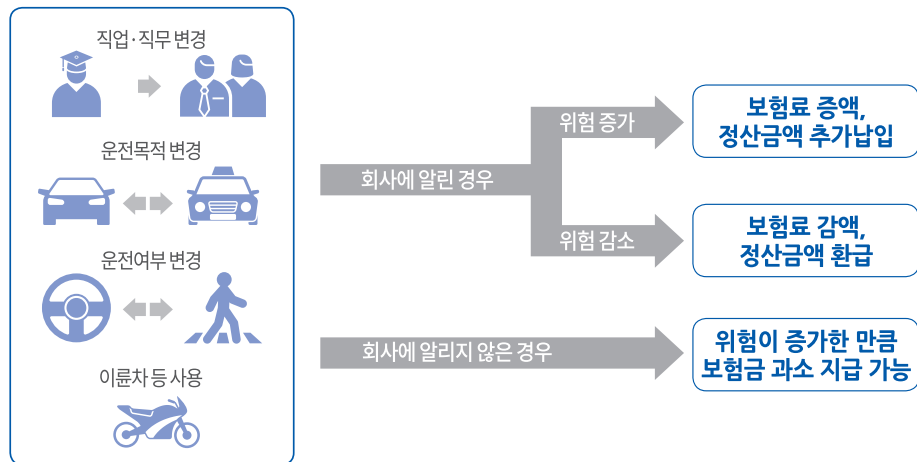 직업·직무 변경
운전목적 변경
운전여부 변경
이륜차 등 사용
회사에 알린 경우
위험 증가
보험료 증액,
정산금액 추가납입
위험 감소
보험료 감액,
정산금액 환급
회사에 알리지 않은 경우
위험이 증가한 만큼
보험금 과소 지급 가능